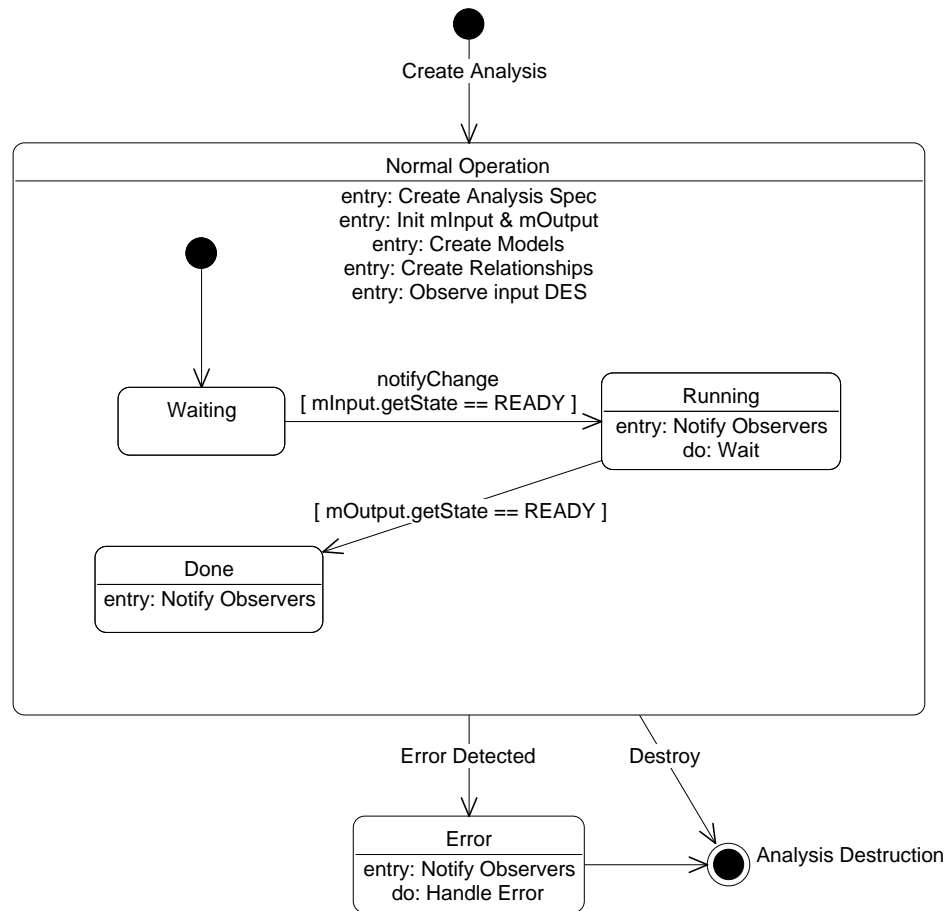 Create Analysis
Normal Operation
entry: Create Analysis Spec
entry: Init mInput & mOutput
entry: Create Models
entry: Create Relationships
entry: Observe input DES
Waiting
notifyChange
[ mInput.getState == READY ]
Running
entry: Notify Observers
do: Wait
[ mOutput.getState == READY ]
Done
entry: Notify Observers
Error Detected
Destroy
Error
entry: Notify Observers
do: Handle Error
Analysis Destruction